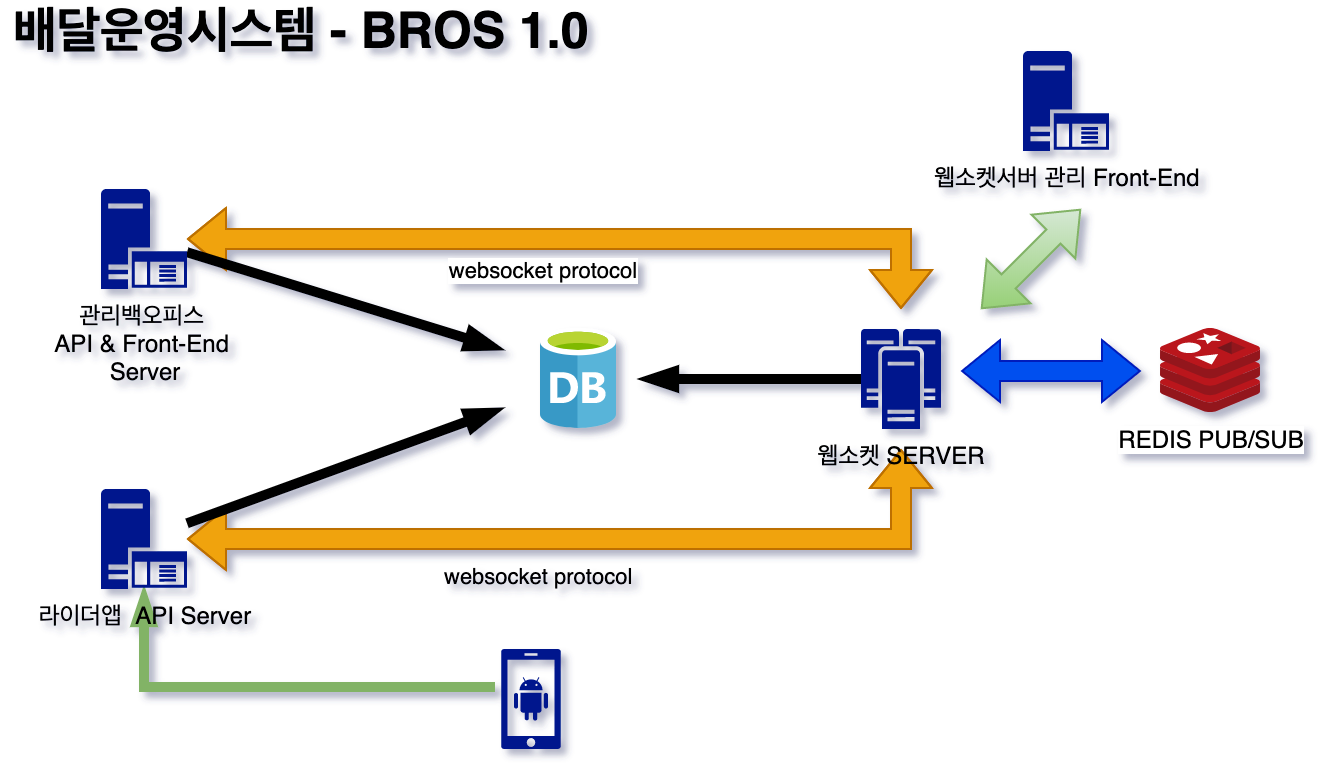 배달운영시스템 - BROS 1.0
웹소켓서버 관리 Front-End
websocket protocol
관리백오피스
API & Front-End
Server
DB
웹소켓 SERVER
REDIS PUB/SUB
websocket protocol
라이더앱 API Server